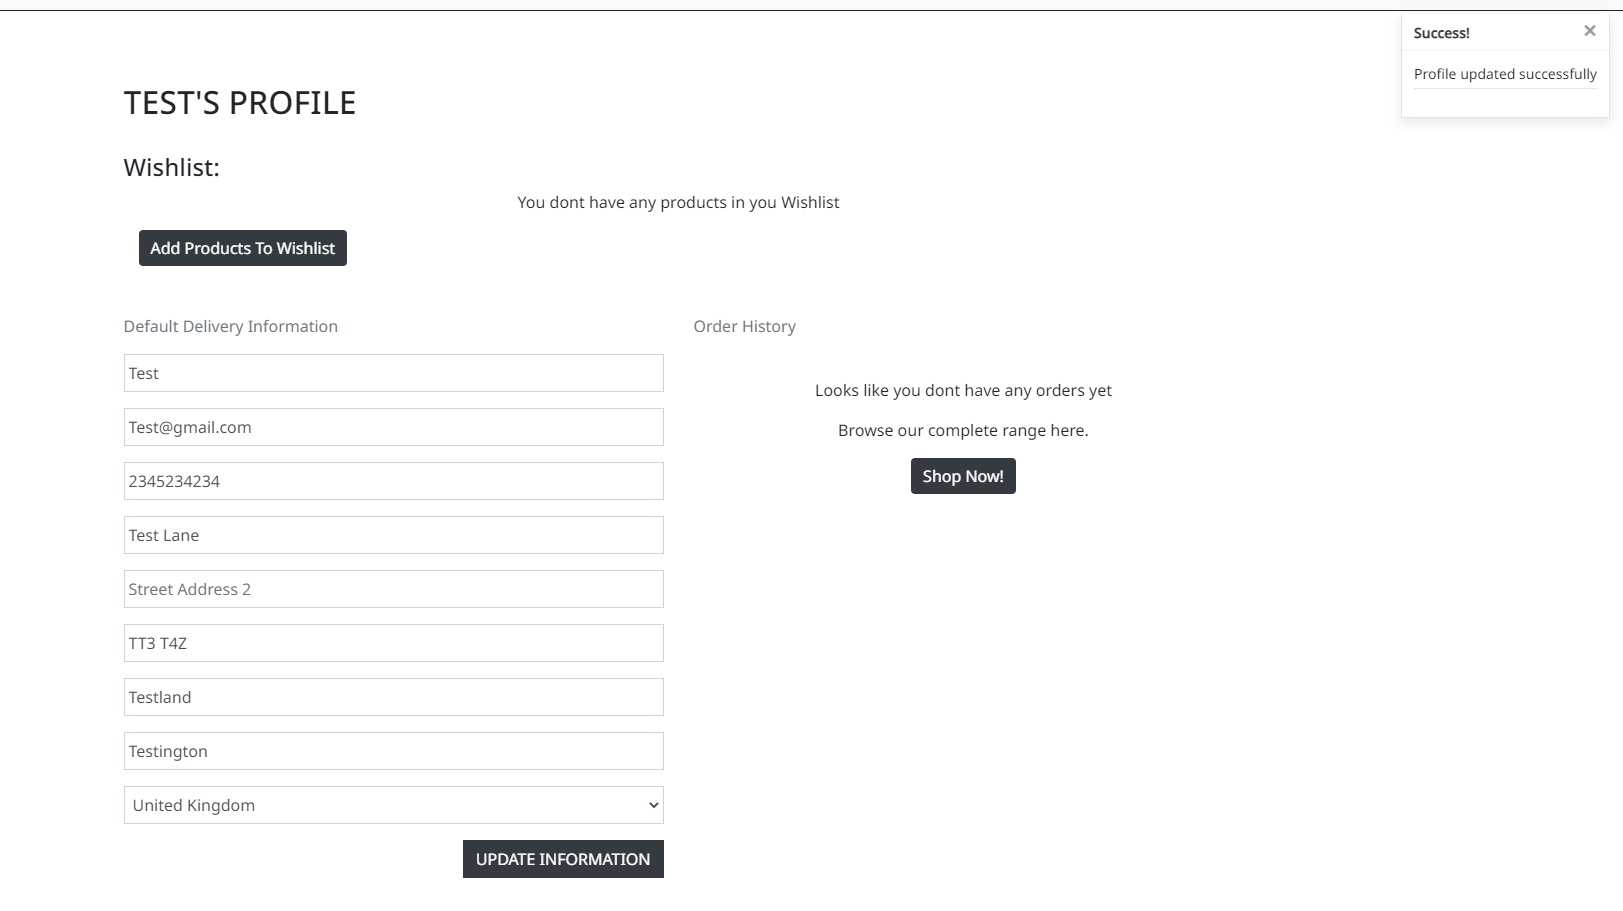 Success!
×
Profile updated successfully
TEST'S PROFILE
Wishlist:
You dont have any products in you Wishlist
Add Products To Wishlist
Default Delivery Information
Test
Test@gmail.com
2345234234
Test Lane
Street Address 2
TT3 T4Z
Testland
Testington
United Kingdom
UPDATE INFORMATION
Order History
Looks like you dont have any orders yet
Browse our complete range here.
Shop Now!